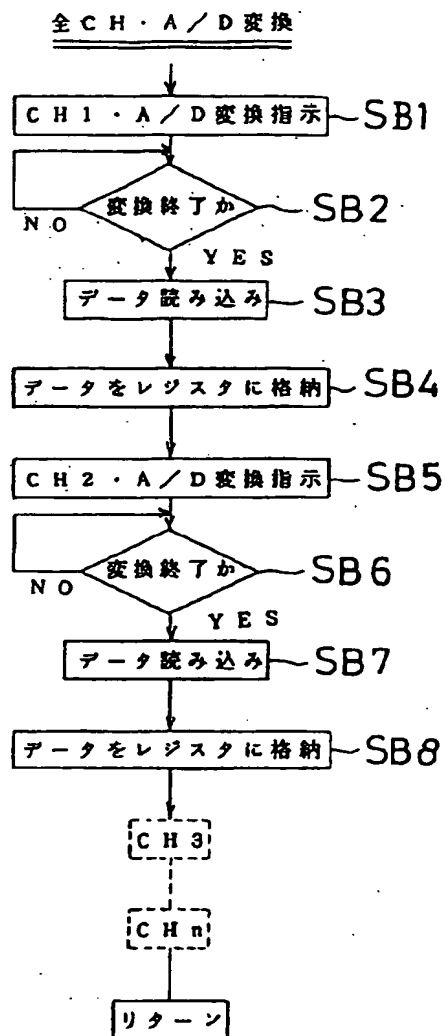 全CH・A/D変換
CH1・A/D変換指示 SB1
変換終了か SB2
NO
YES
データ読み込み SB3
データをレジスタに格納 SB4
CH2・A/D変換指示 SB5
変換終了か SB6
NO
YES
データ読み込み SB7
データをレジスタに格納 SB8
CH3
CHn
リターン